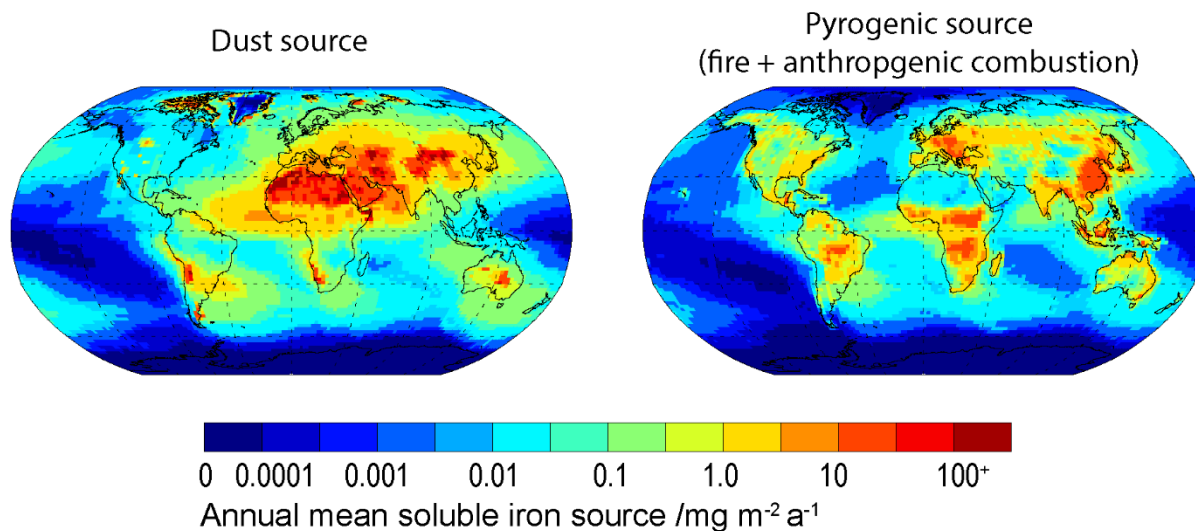 Dust source
Pyrogenic source
(fire + anthropgenic combustion)
0 0.0001 0.001 0.01 0.1 1.0 10 100⁺
Annual mean soluble iron source /mg m⁻² a⁻¹